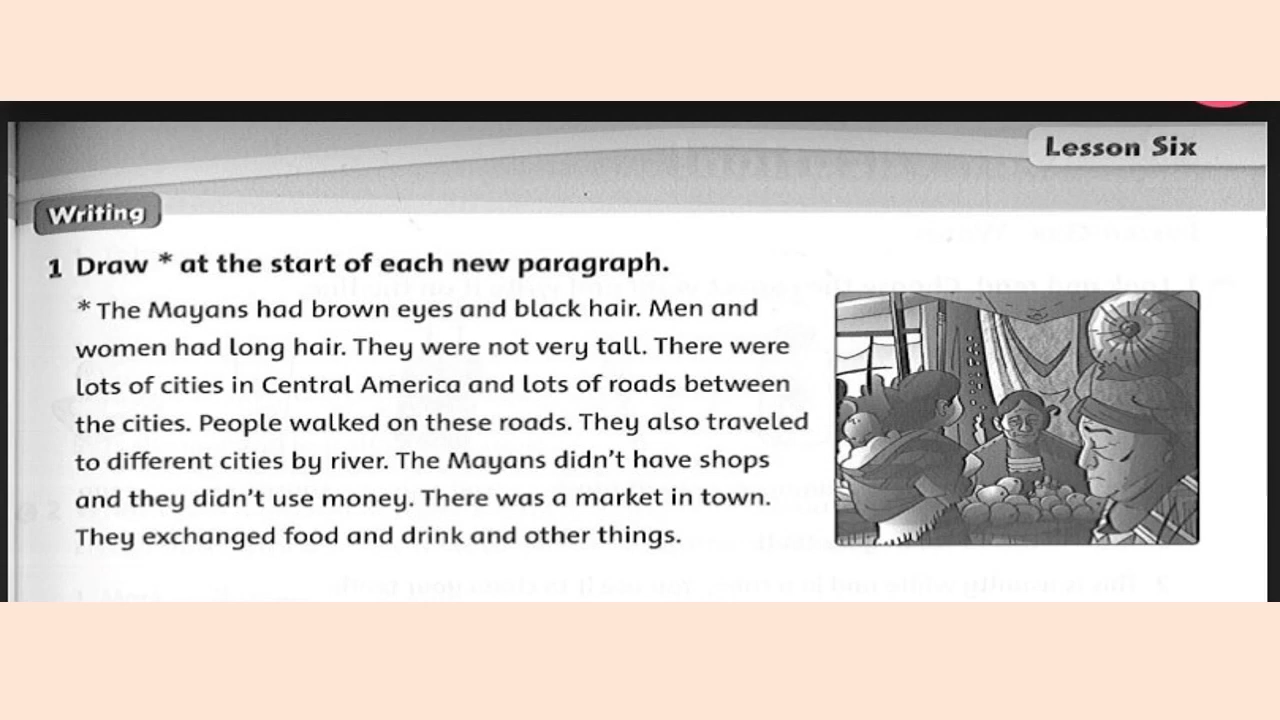 Lesson Six
Writing
1 Draw * at the start of each new paragraph.
* The Mayans had brown eyes and black hair. Men and
women had long hair. They were not very tall. There were
lots of cities in Central America and lots of roads between
the cities. People walked on these roads. They also traveled
to different cities by river. The Mayans didn't have shops
and they didn't use money. There was a market in town.
They exchanged food and drink and other things.